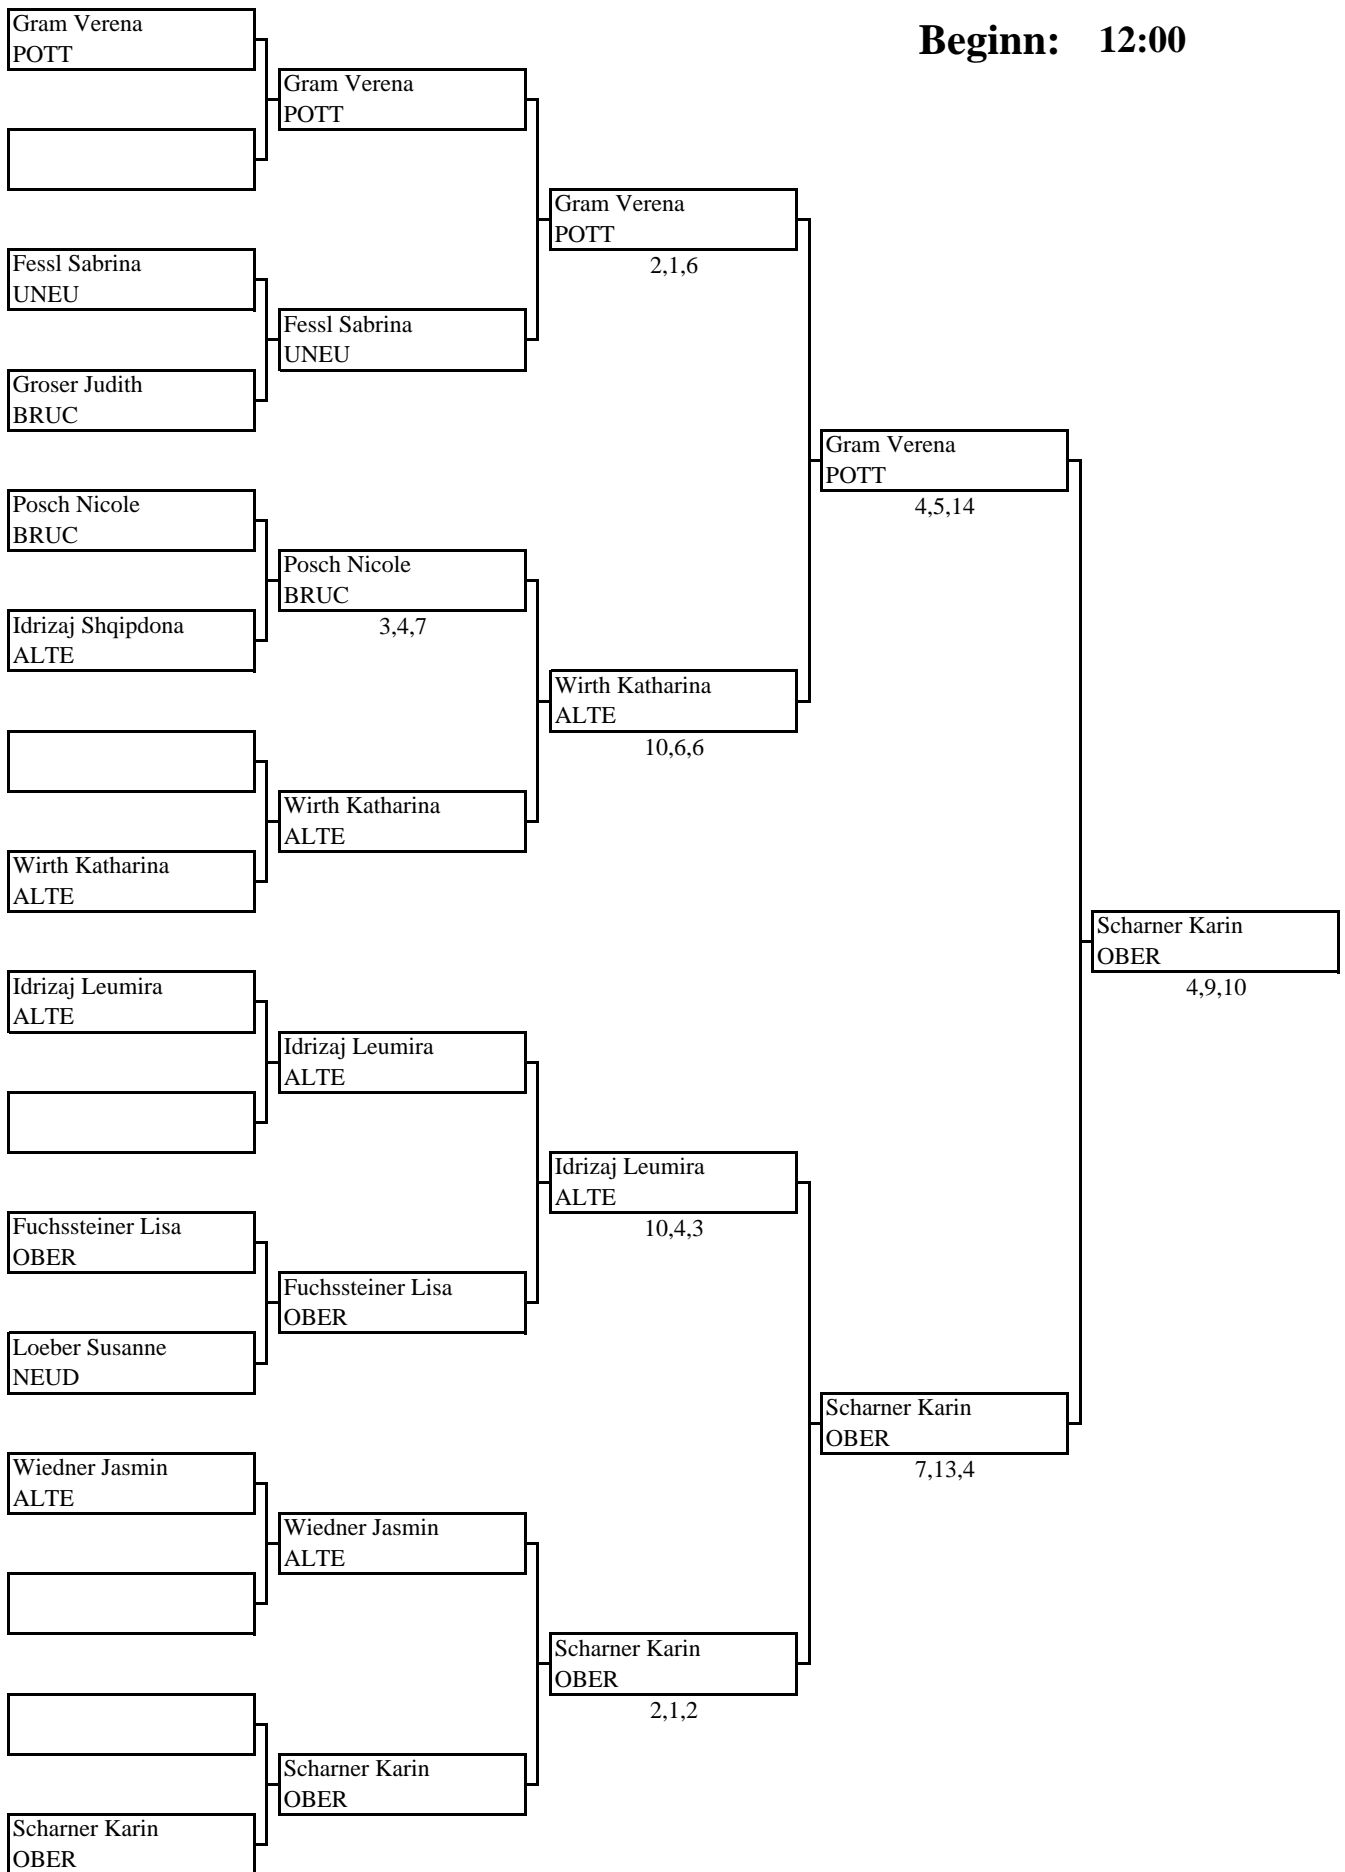 Beginn: 12:00
Gram Verena
POTT
Fessl Sabrina
UNEU
Groser Judith
BRUC
Posch Nicole
BRUC
Idrizaj Shqipdona
ALTE
Wirth Katharina
ALTE
Idrizaj Leumira
ALTE
Fuchssteiner Lisa
OBER
Loeber Susanne
NEUD
Wiedner Jasmin
ALTE
Scharner Karin
OBER
Gram Verena
POTT
Fessl Sabrina
UNEU
Posch Nicole
BRUC
3,4,7
Wirth Katharina
ALTE
Idrizaj Leumira
ALTE
Fuchssteiner Lisa
OBER
Wiedner Jasmin
ALTE
Scharner Karin
OBER
Gram Verena
POTT
2,1,6
Wirth Katharina
ALTE
10,6,6
Idrizaj Leumira
ALTE
10,4,3
Scharner Karin
OBER
2,1,2
Gram Verena
POTT
4,5,14
Scharner Karin
OBER
7,13,4
Scharner Karin
OBER
4,9,10